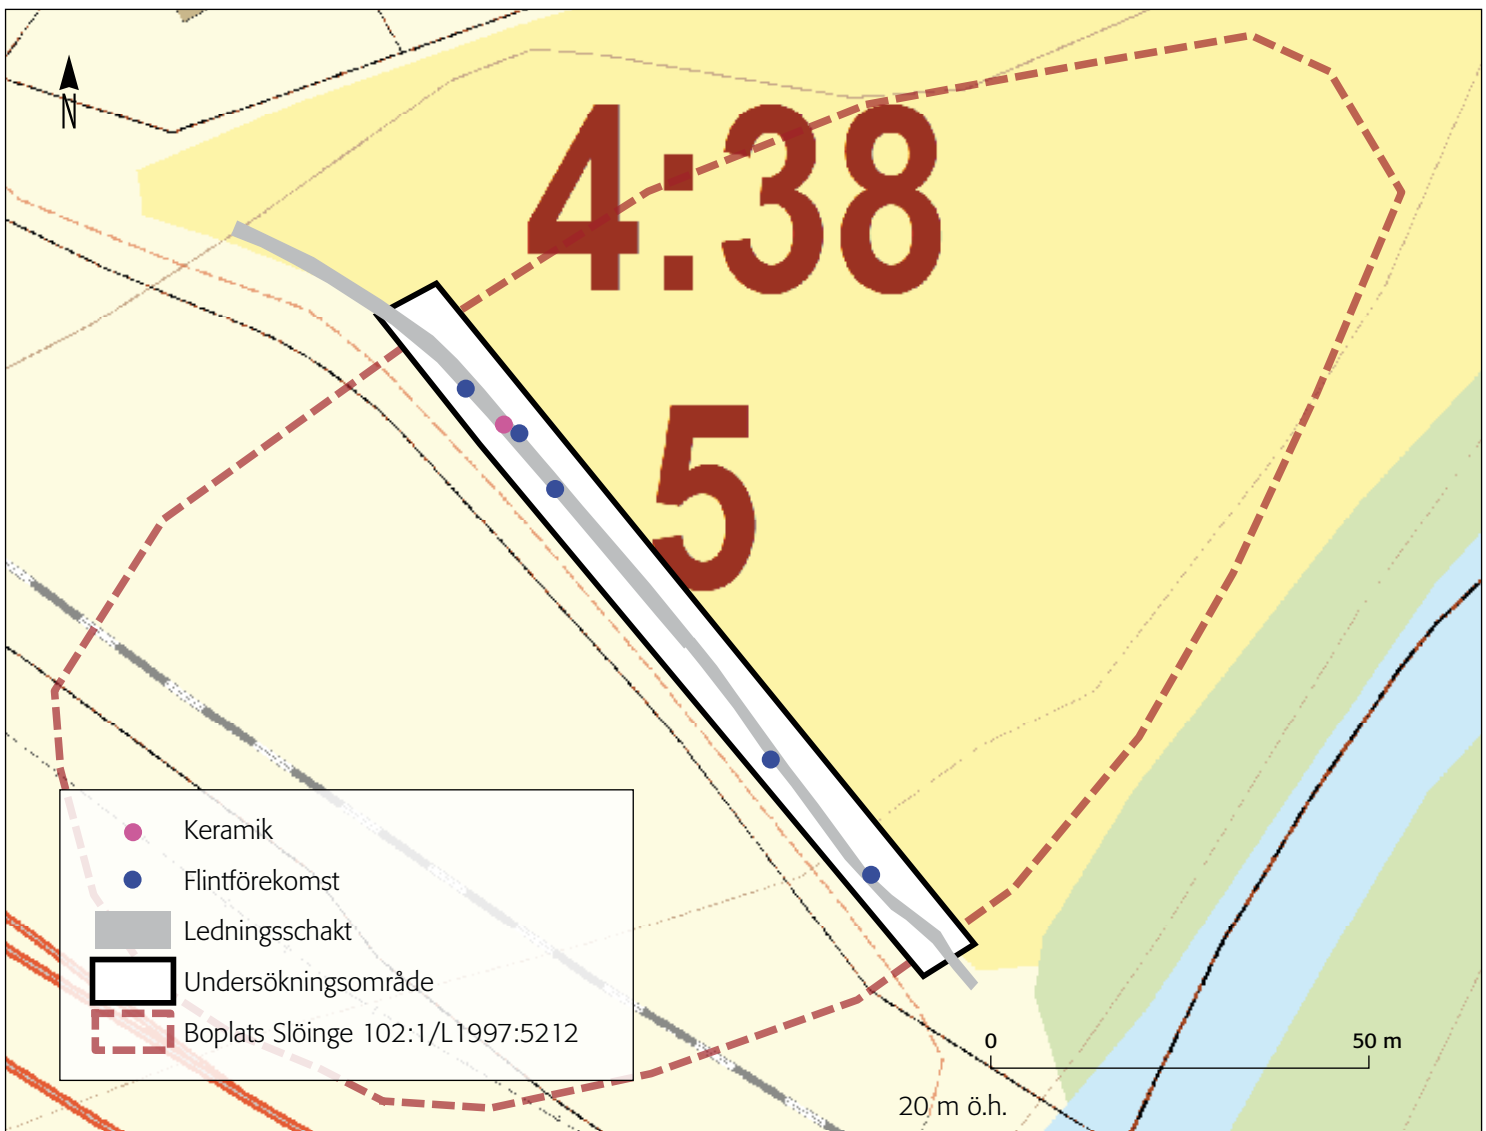 N
4:38
5
Keramik
Flintförekomst
Ledningsschakt
Undersökningsområde
Boplats Slöinge 102:1/L1997:5212
0 50 m
20 m ö.h.